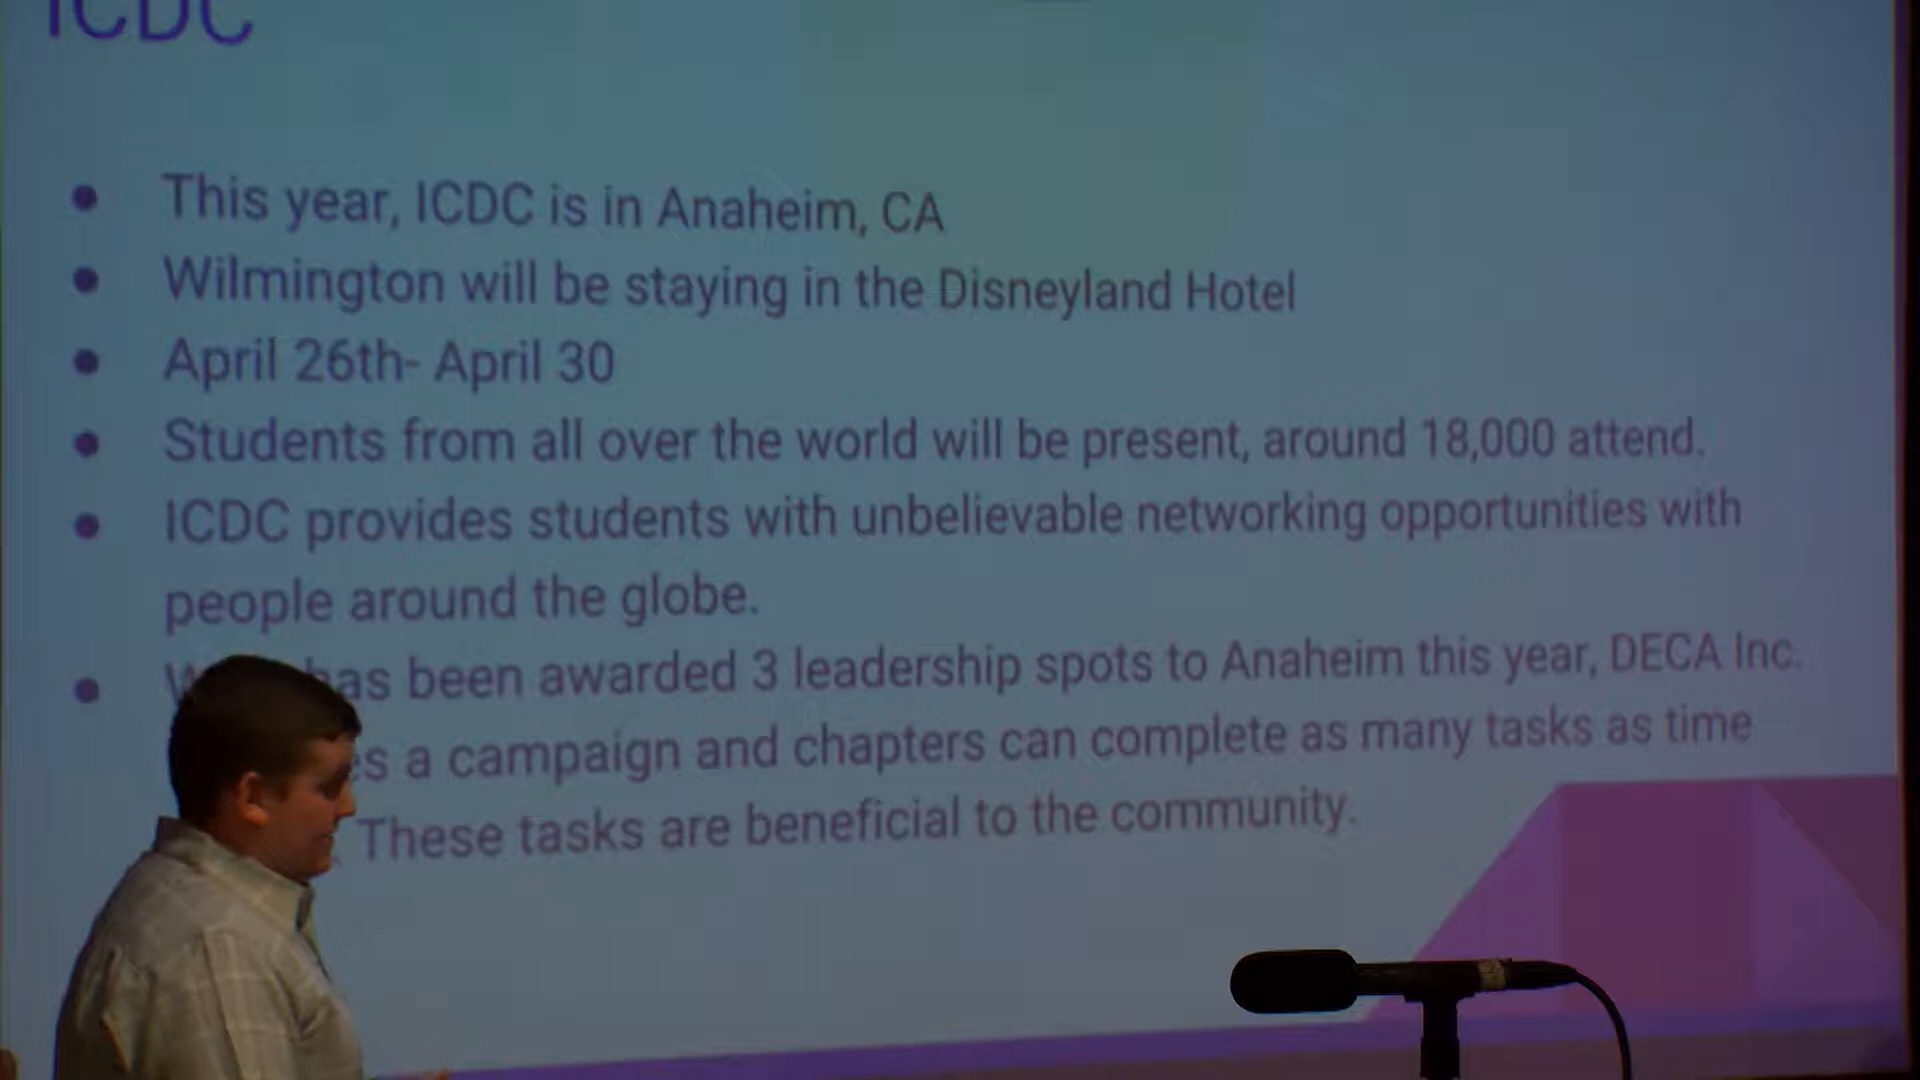 ICDC
This year, ICDC is in Anaheim, CA
Wilmington will be staying in the Disneyland Hotel
April 26th- April 30
Students from all over the world will be present, around 18,000 attend.
ICDC provides students with unbelievable networking opportunities with
people around the globe.
has been awarded 3 leadership spots to Anaheim this year, DECA Inc.
a campaign and chapters can complete as many tasks as time
These tasks are beneficial to the community.